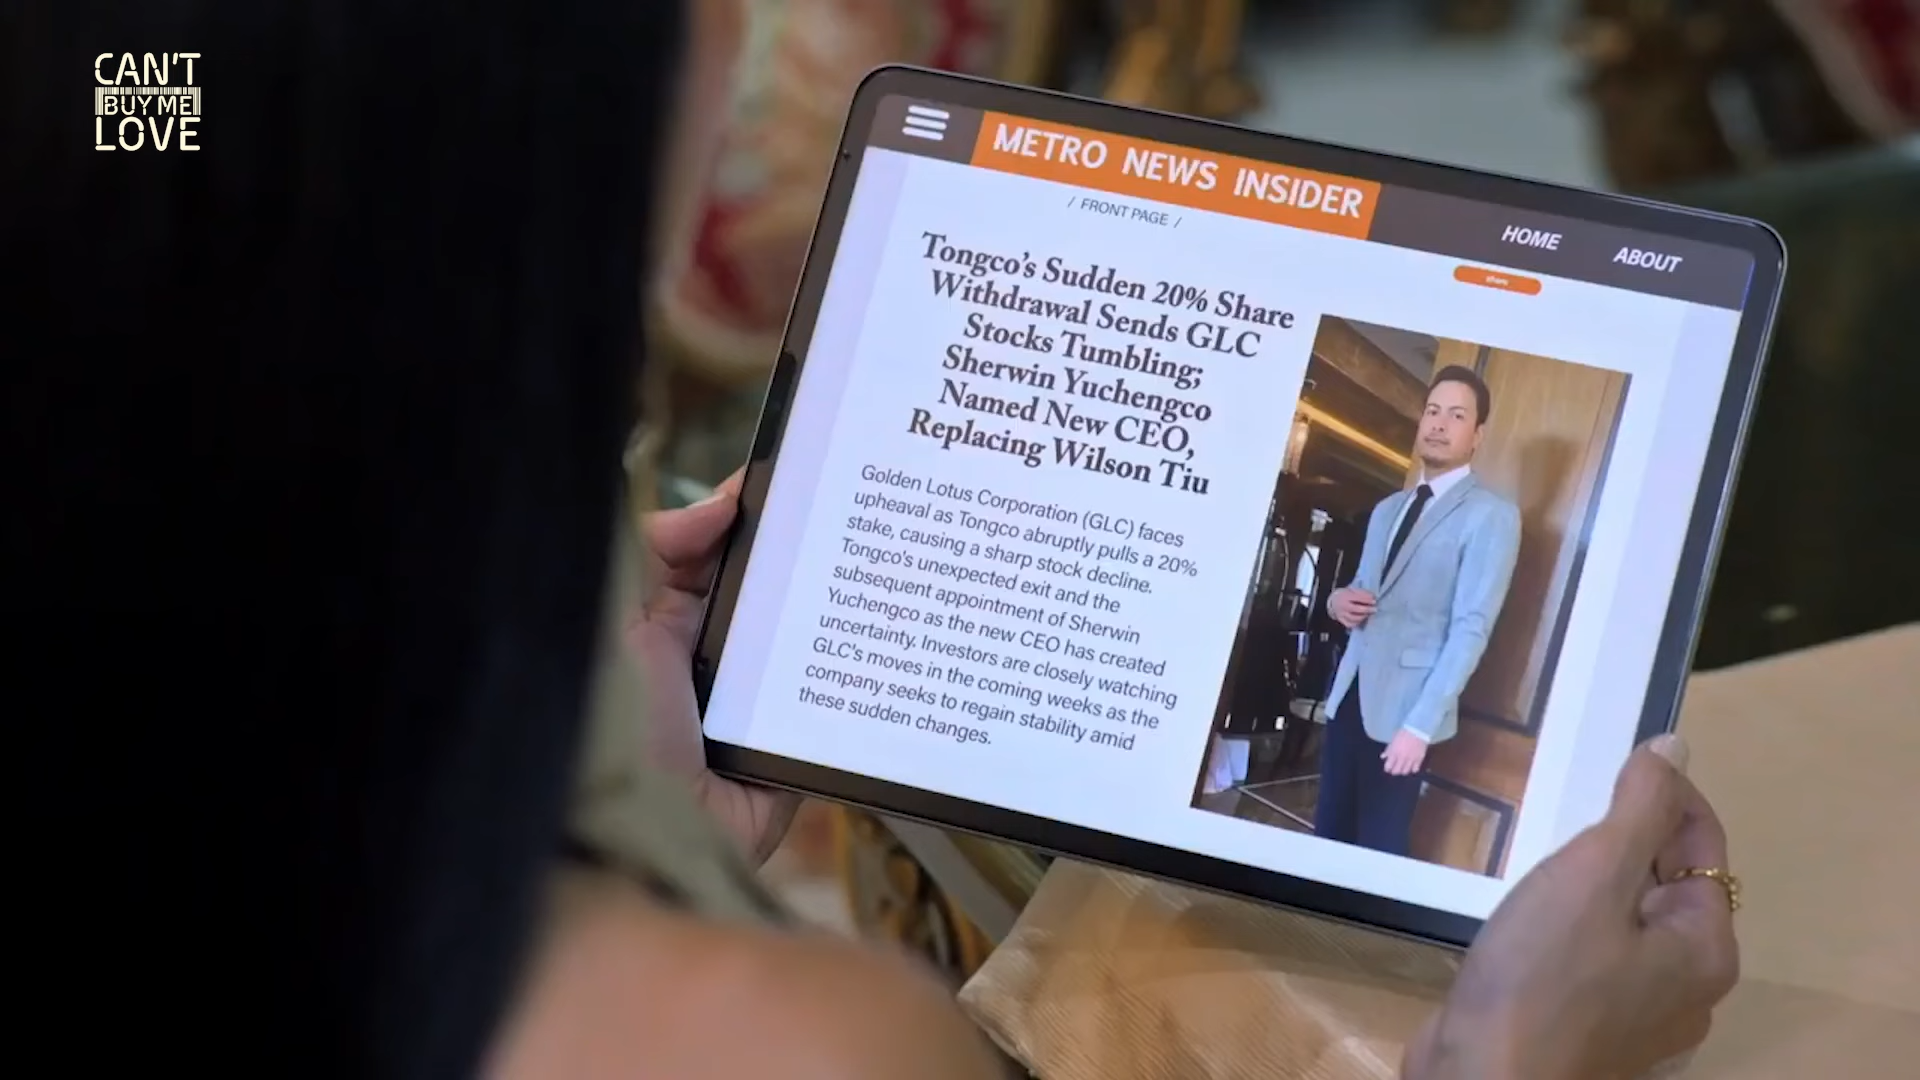 CAN'T
BUY ME
LOVE
METRO NEWS INSIDER
HOME
ABOUT
/ FRONT PAGE /
share
Tongco's Sudden 20% Share
Withdrawal Sends GLC
Stocks Tumbling;
Sherwin Yuchengco
Named New CEO,
Replacing Wilson Tiu
Golden Lotus Corporation (GLC) faces
upheaval as Tongco abruptly pulls a 20%
stake, causing a sharp stock decline.
Tongco's unexpected exit and the
subsequent appointment of Sherwin
Yuchengco as the new CEO has created
uncertainty. Investors are closely watching
GLC's moves in the coming weeks as the
company seeks to regain stability amid
these sudden changes.